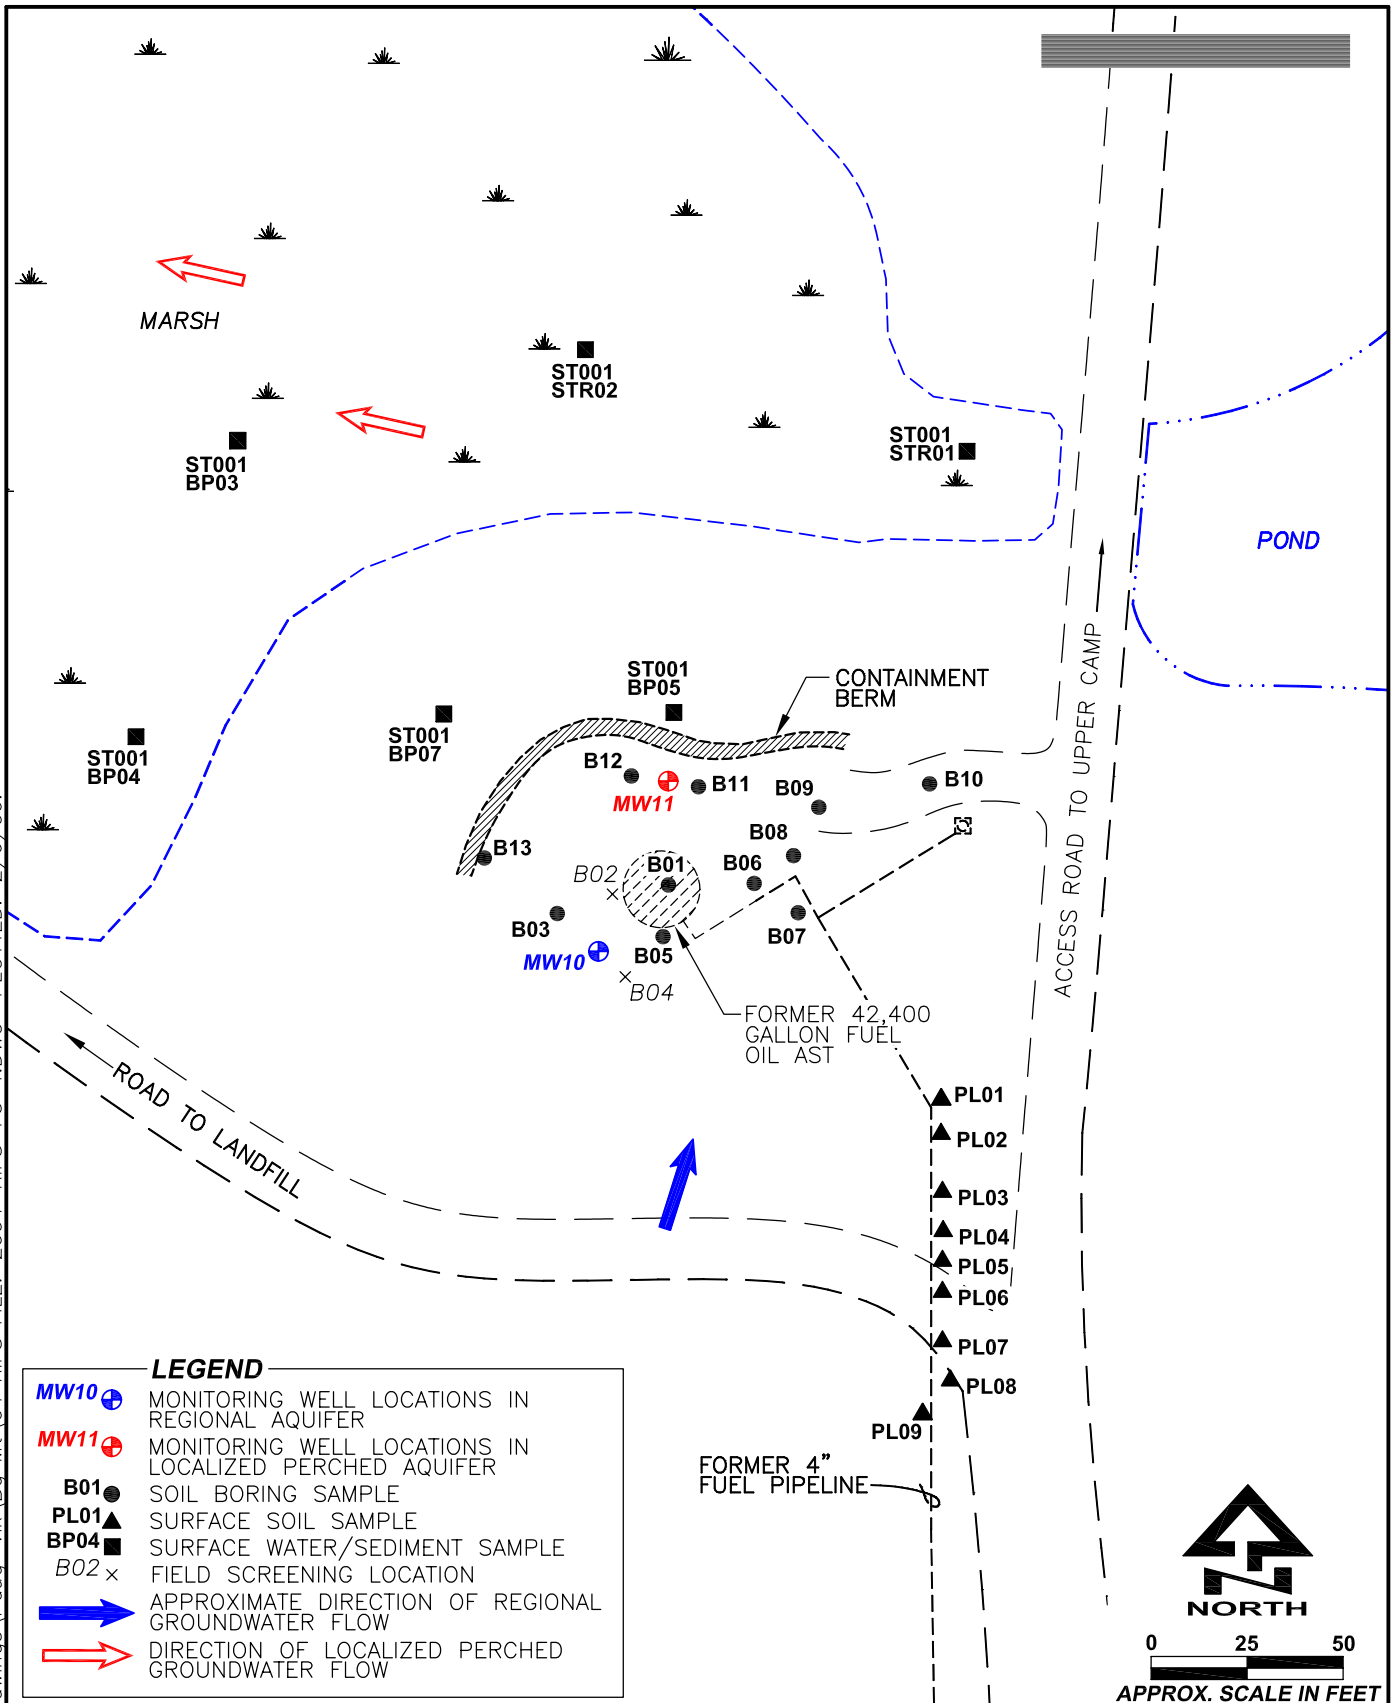 MARSH
ST001
STR02
ST001
STR01
ST001
BP03
POND
ST001
BP05
CONTAINMENT
BERM
ST001
BP07
ST001
BP04
B12
MW11
B11
B09
B10
B08
B13
B02
B01
B06
B03
B05
B07
MW10
B04
FORMER 42,400
GALLON FUEL
OIL AST
ACCESS ROAD TO UPPER CAMP
ROAD TO LANDFILL
PL01
PL02
PL03
PL04
PL05
PL06
PL07
PL08
PL09
FORMER 4"
FUEL PIPELINE
LEGEND
MW10 MONITORING WELL LOCATIONS IN
REGIONAL AQUIFER
MW11 MONITORING WELL LOCATIONS IN
LOCALIZED PERCHED AQUIFER
B01 SOIL BORING SAMPLE
PL01 SURFACE SOIL SAMPLE
BP04 SURFACE WATER/SEDIMENT SAMPLE
B02 FIELD SCREENING LOCATION
APPROXIMATE DIRECTION OF REGIONAL
GROUNDWATER FLOW
DIRECTION OF LOCALIZED PERCHED
GROUNDWATER FLOW
NORTH
0 25 50
APPROX. SCALE IN FEET